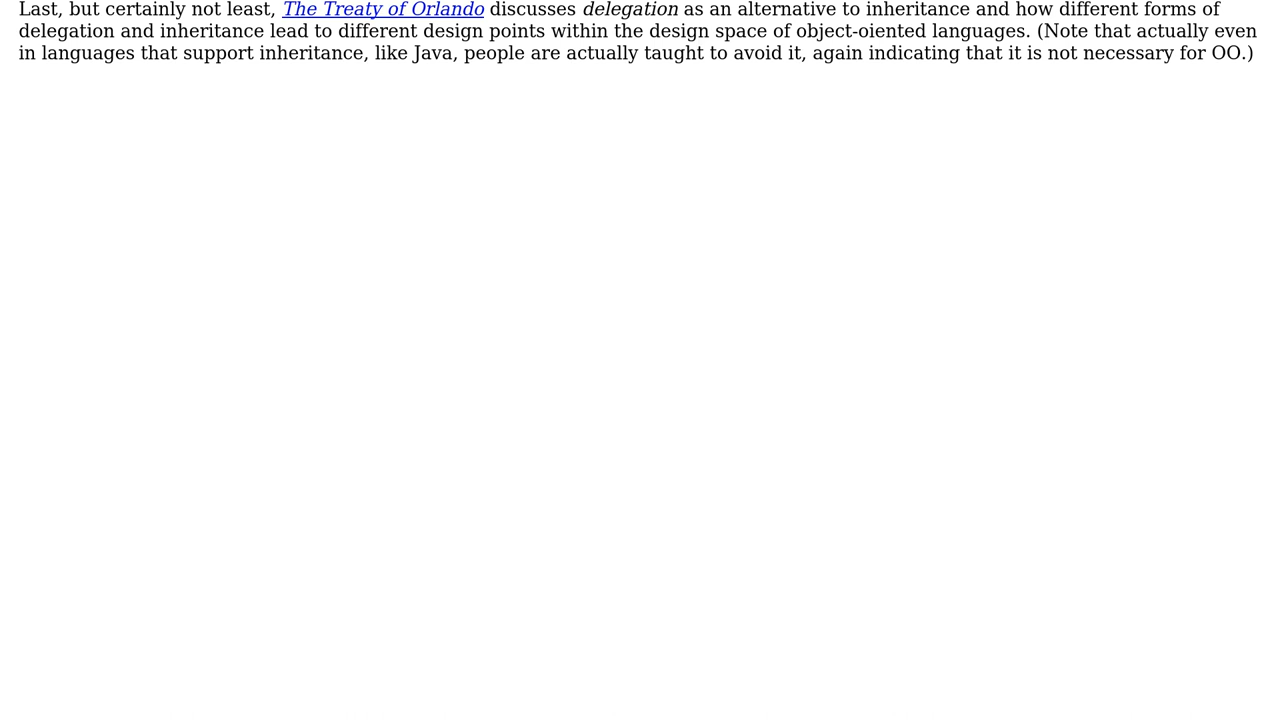 Last, but certainly not least, The Treaty of Orlando discusses delegation as an alternative to inheritance and how different forms of
delegation and inheritance lead to different design points within the design space of object-oiented languages. (Note that actually even
in languages that support inheritance, like Java, people are actually taught to avoid it, again indicating that it is not necessary for OO.)